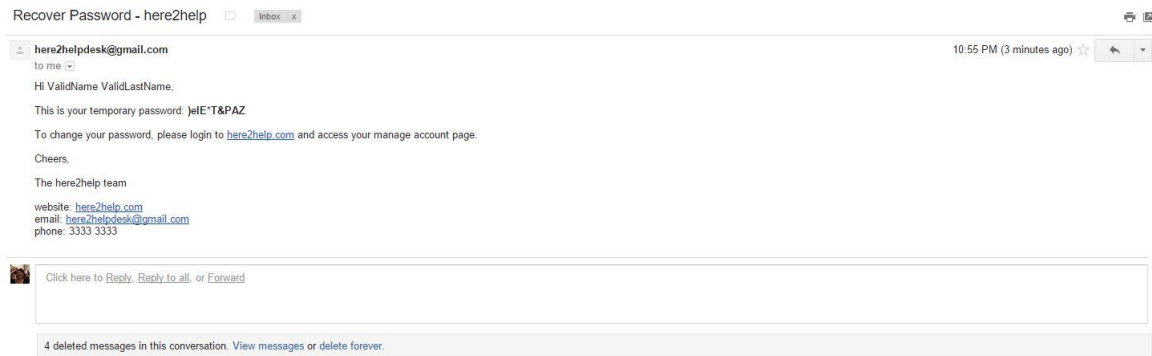 Recover Password - here2help Inbox x
here2helpdesk@gmail.com 10:55 PM (3 minutes ago)
to me
Hi ValidName ValidLastName,
This is your temporary password: )eIE*T&PAZ
To change your password, please login to here2help.com and access your manage account page.
Cheers,
The here2help team
website: here2help.com
email: here2helpdesk@gmail.com
phone: 3333 3333
Click here to Reply, Reply to all, or Forward
4 deleted messages in this conversation. View messages or delete forever.